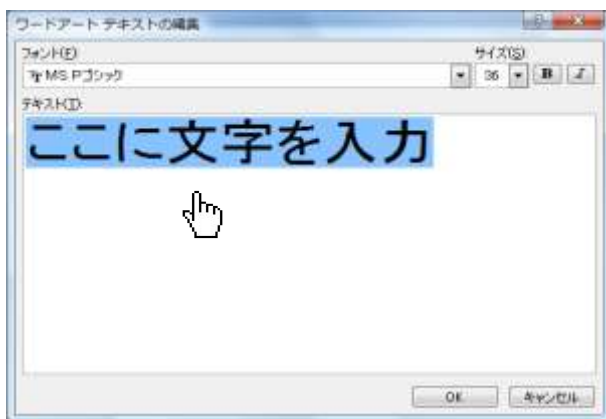 ワードアート テキストの編集
フォント(F) サイズ(S)
MS Pゴシック 36 B I
テキスト(T):
ここに文字を入力
OK キャンセル